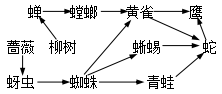 蝉 螳螂 黄雀 鹰
蔷薇 柳树 蜥蜴 蛇
蚜虫 蜘蛛 青蛙